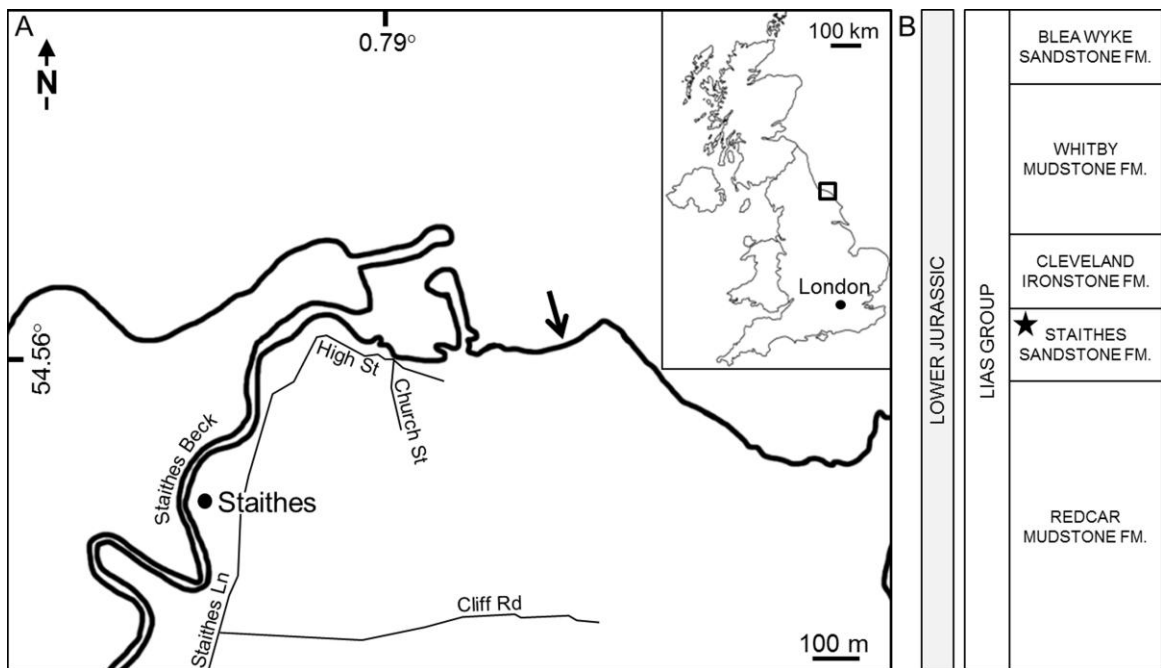 A
0.79°
N
54.56°
100 km
London
High St
Church St
Staithes Beck
Staithes
Staithes Ln
Cliff Rd
100 m
B
LOWER JURASSIC
LIAS GROUP
BLEA WYKE
SANDSTONE FM.
WHITBY
MUDSTONE FM.
CLEVELAND
IRONSTONE FM.
STAITHES
SANDSTONE FM.
REDCAR
MUDSTONE FM.